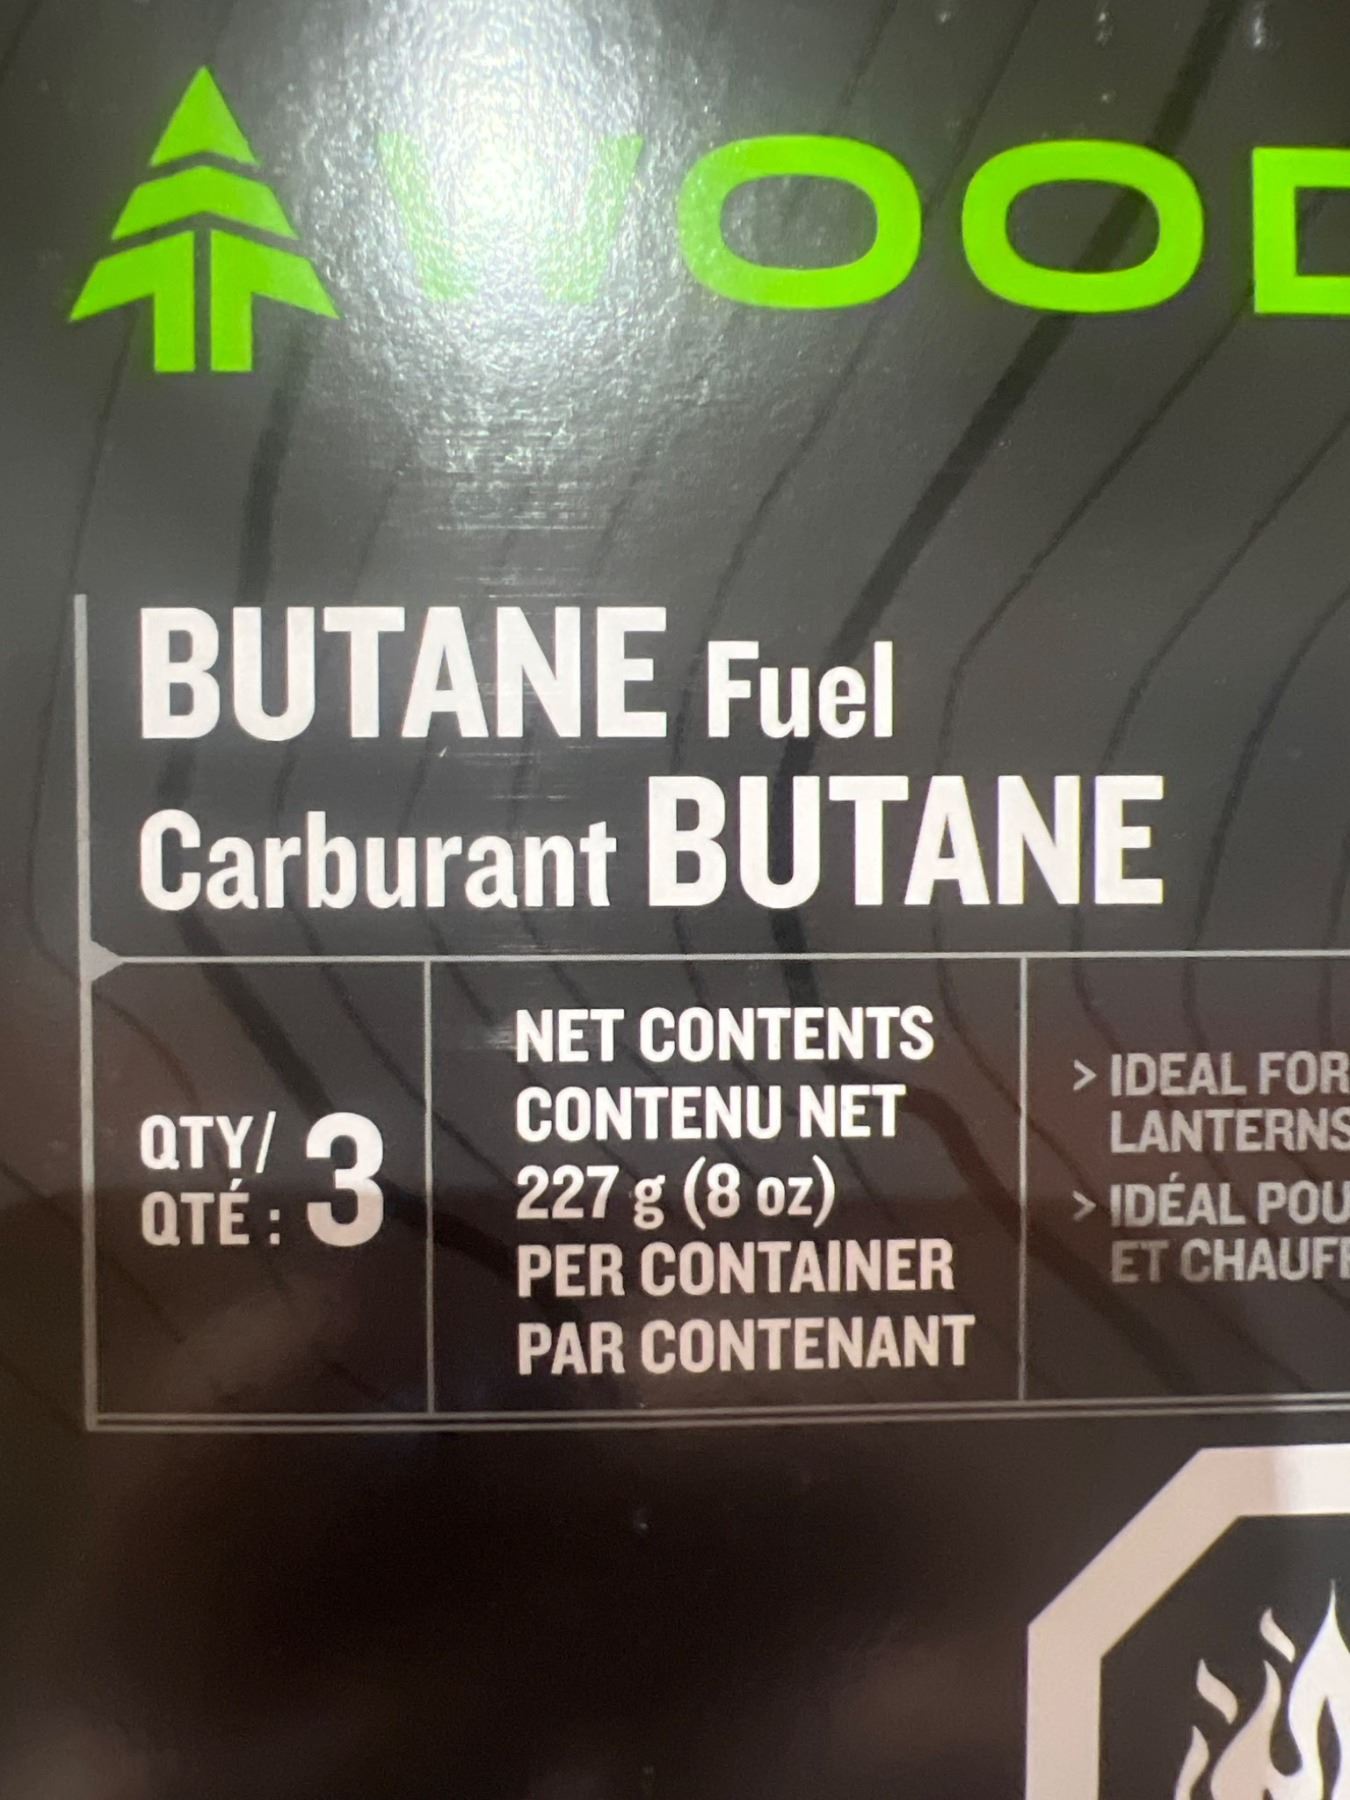 WOOD
BUTANE Fuel
Carburant BUTANE
QTY/
QTÉ : 3
NET CONTENTS
CONTENU NET
227 g (8 oz)
PER CONTAINER
PAR CONTENANT
> IDEAL FOR
LANTERNS
> IDÉAL POU
ET CHAUFF